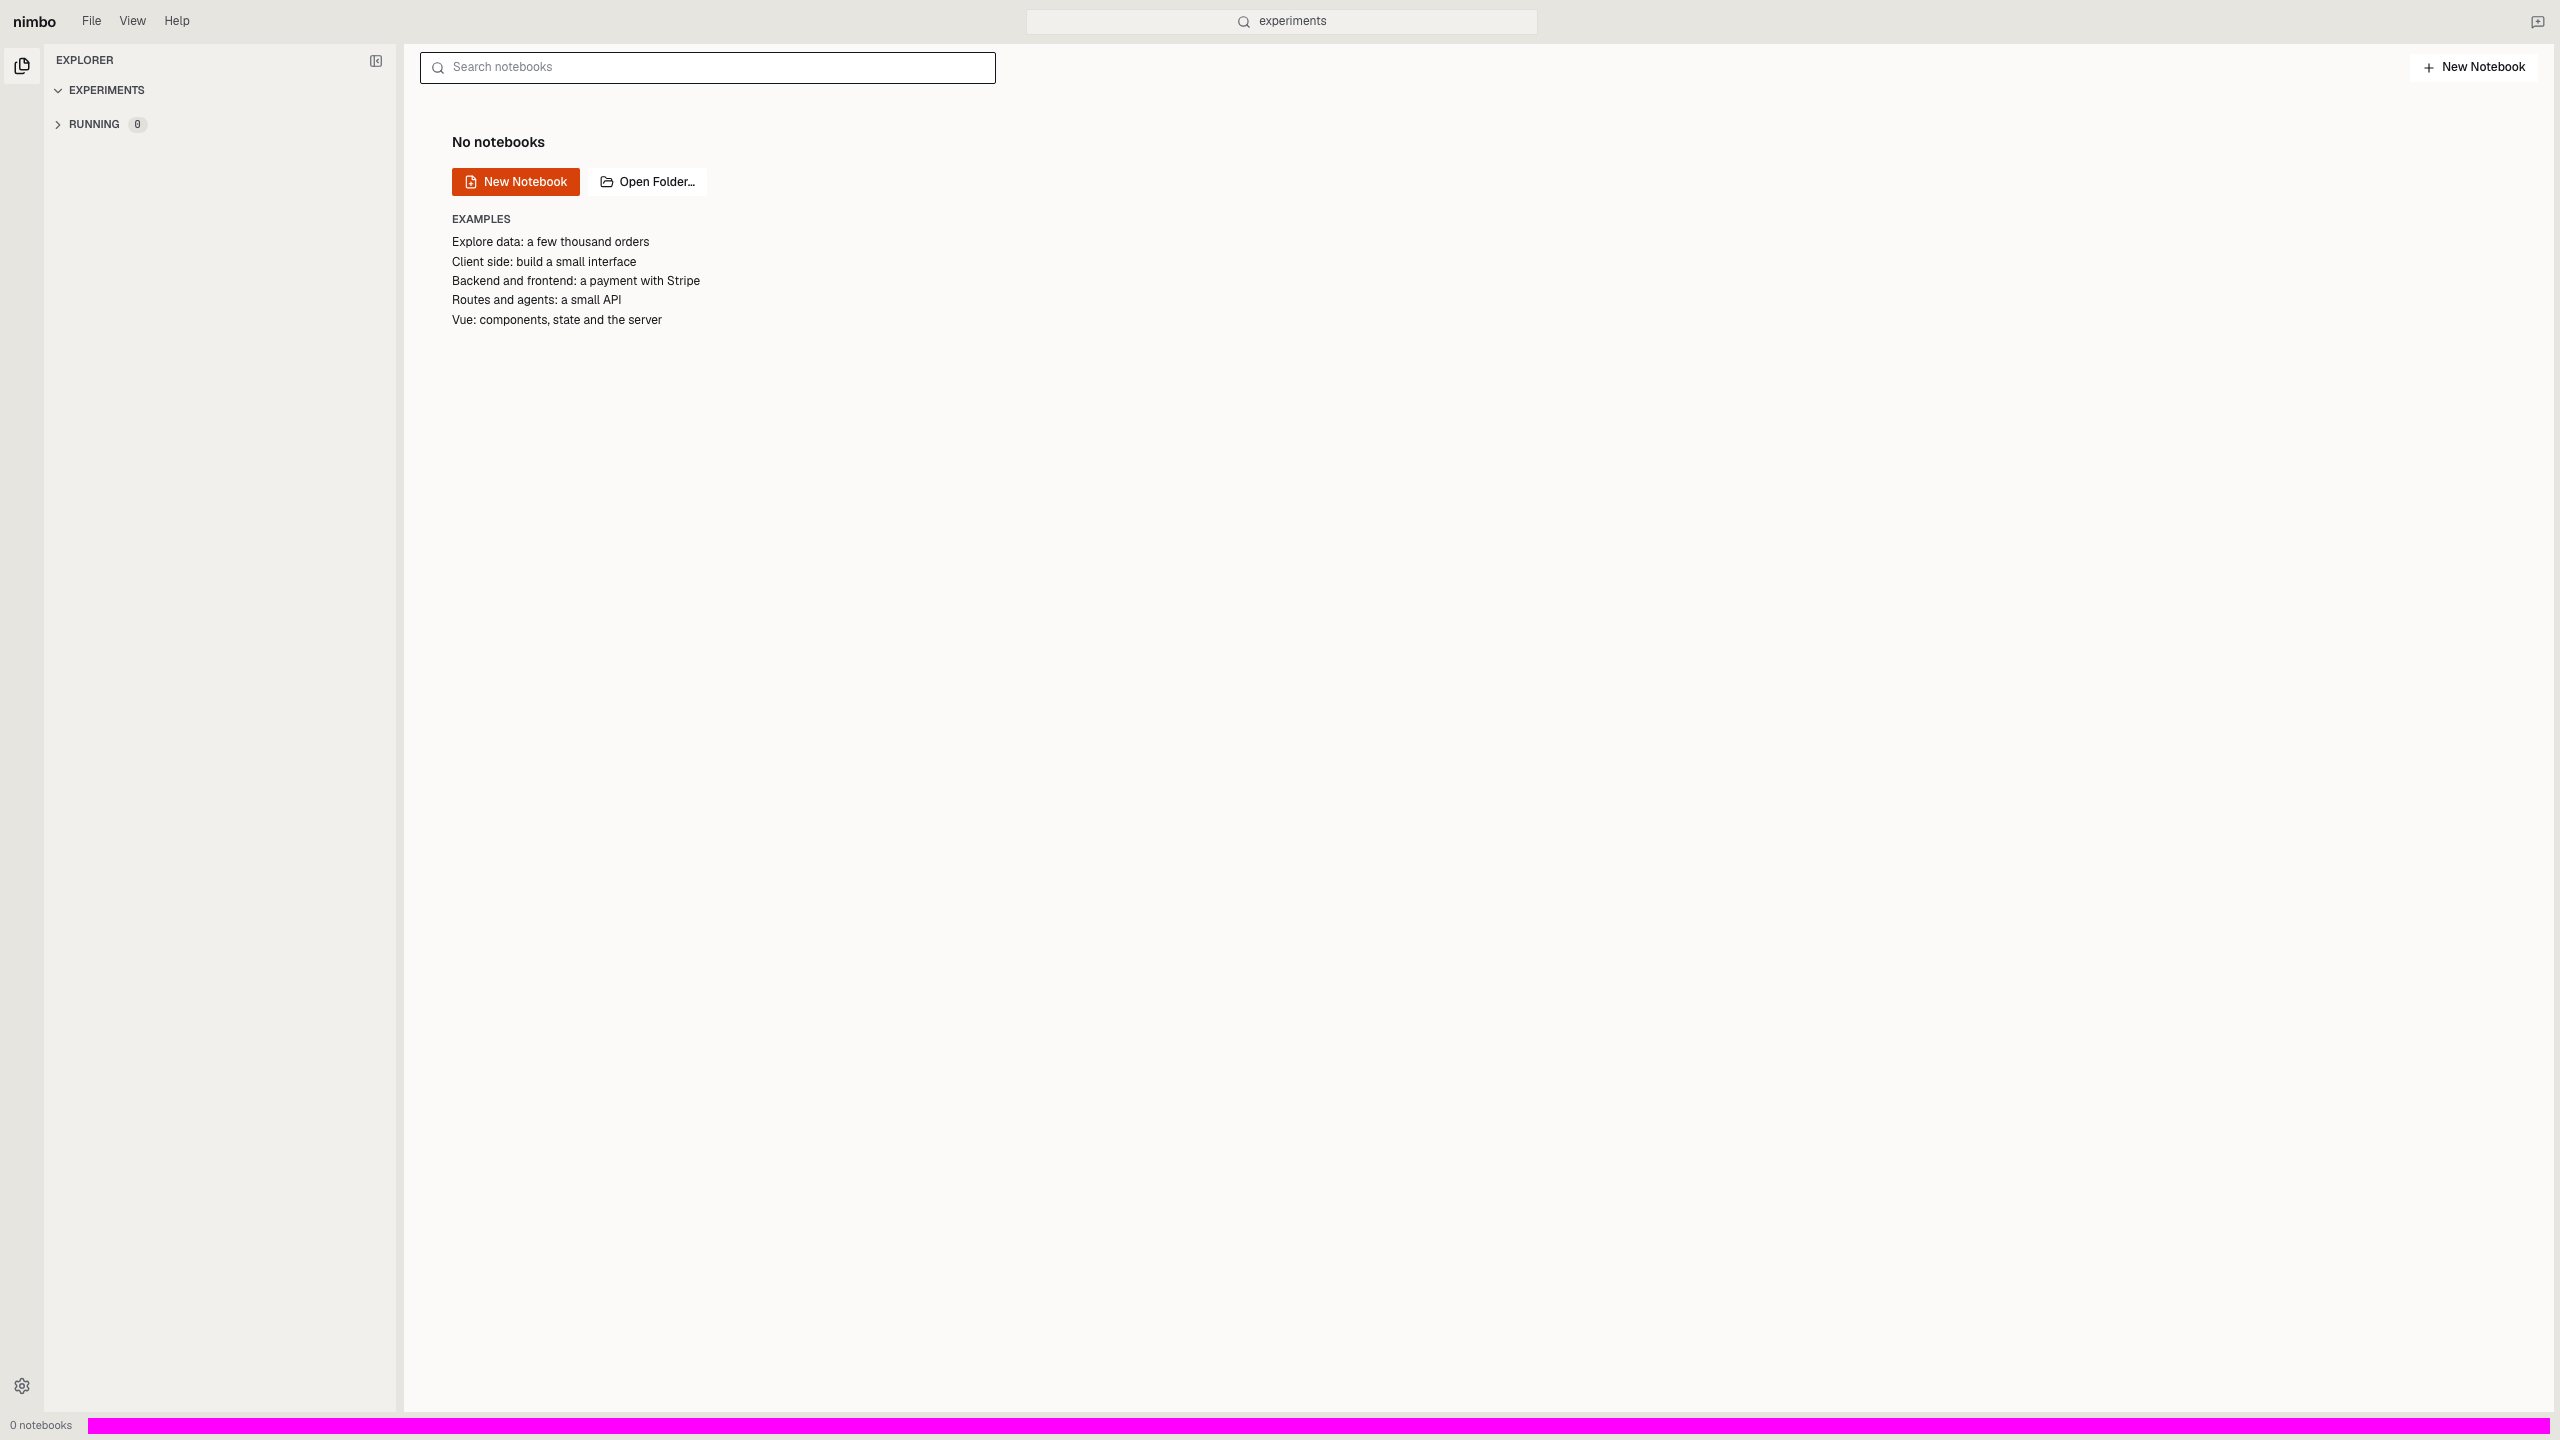 nimbo File View Help experiments
EXPLORER
EXPERIMENTS
RUNNING 0
Search notebooks
New Notebook
No notebooks
New Notebook Open Folder...
EXAMPLES
Explore data: a few thousand orders
Client side: build a small interface
Backend and frontend: a payment with Stripe
Routes and agents: a small API
Vue: components, state and the server
0 notebooks